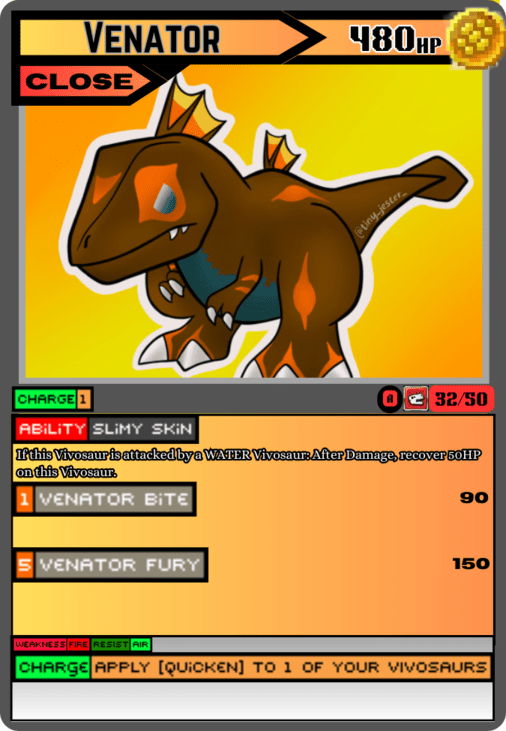 VENATOR
480HP
CLOSE
@tiny_jester_
CHARGE 1
A 32/50
ABILITY SLIMY SKIN
If this Vivosaur is attacked by a WATER Vivosaur: After Damage, recover 50HP
on this Vivosaur.
1 VENATOR BITE 90
5 VENATOR FURY 150
WEAKNESS FIRE RESIST AIR
CHARGE APPLY [QUICKEN] TO 1 OF YOUR VIVOSAURS